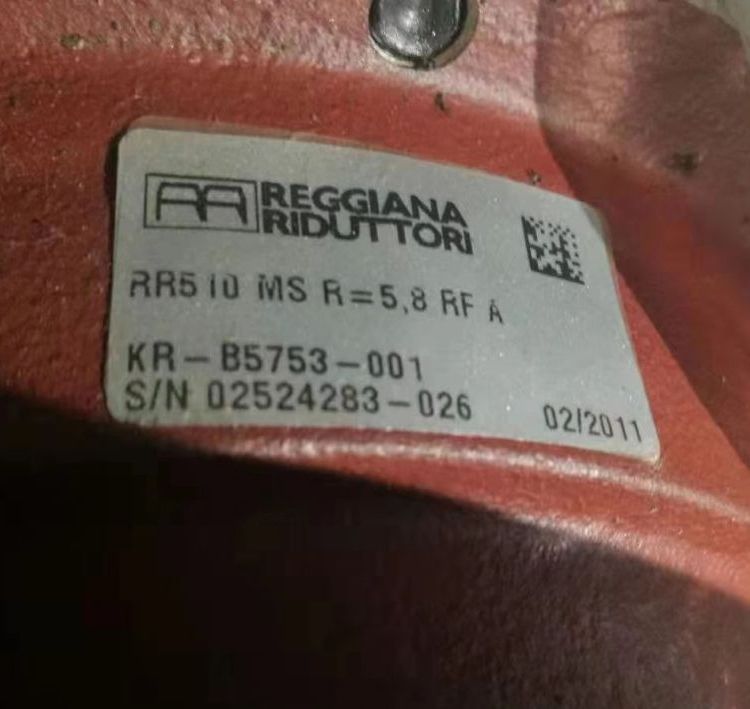 RR REGGIANA
RIDUTTORI
RR510 MS R=5,8 RF A
KR-B5753-001
S/N 02524283-026 02/2011